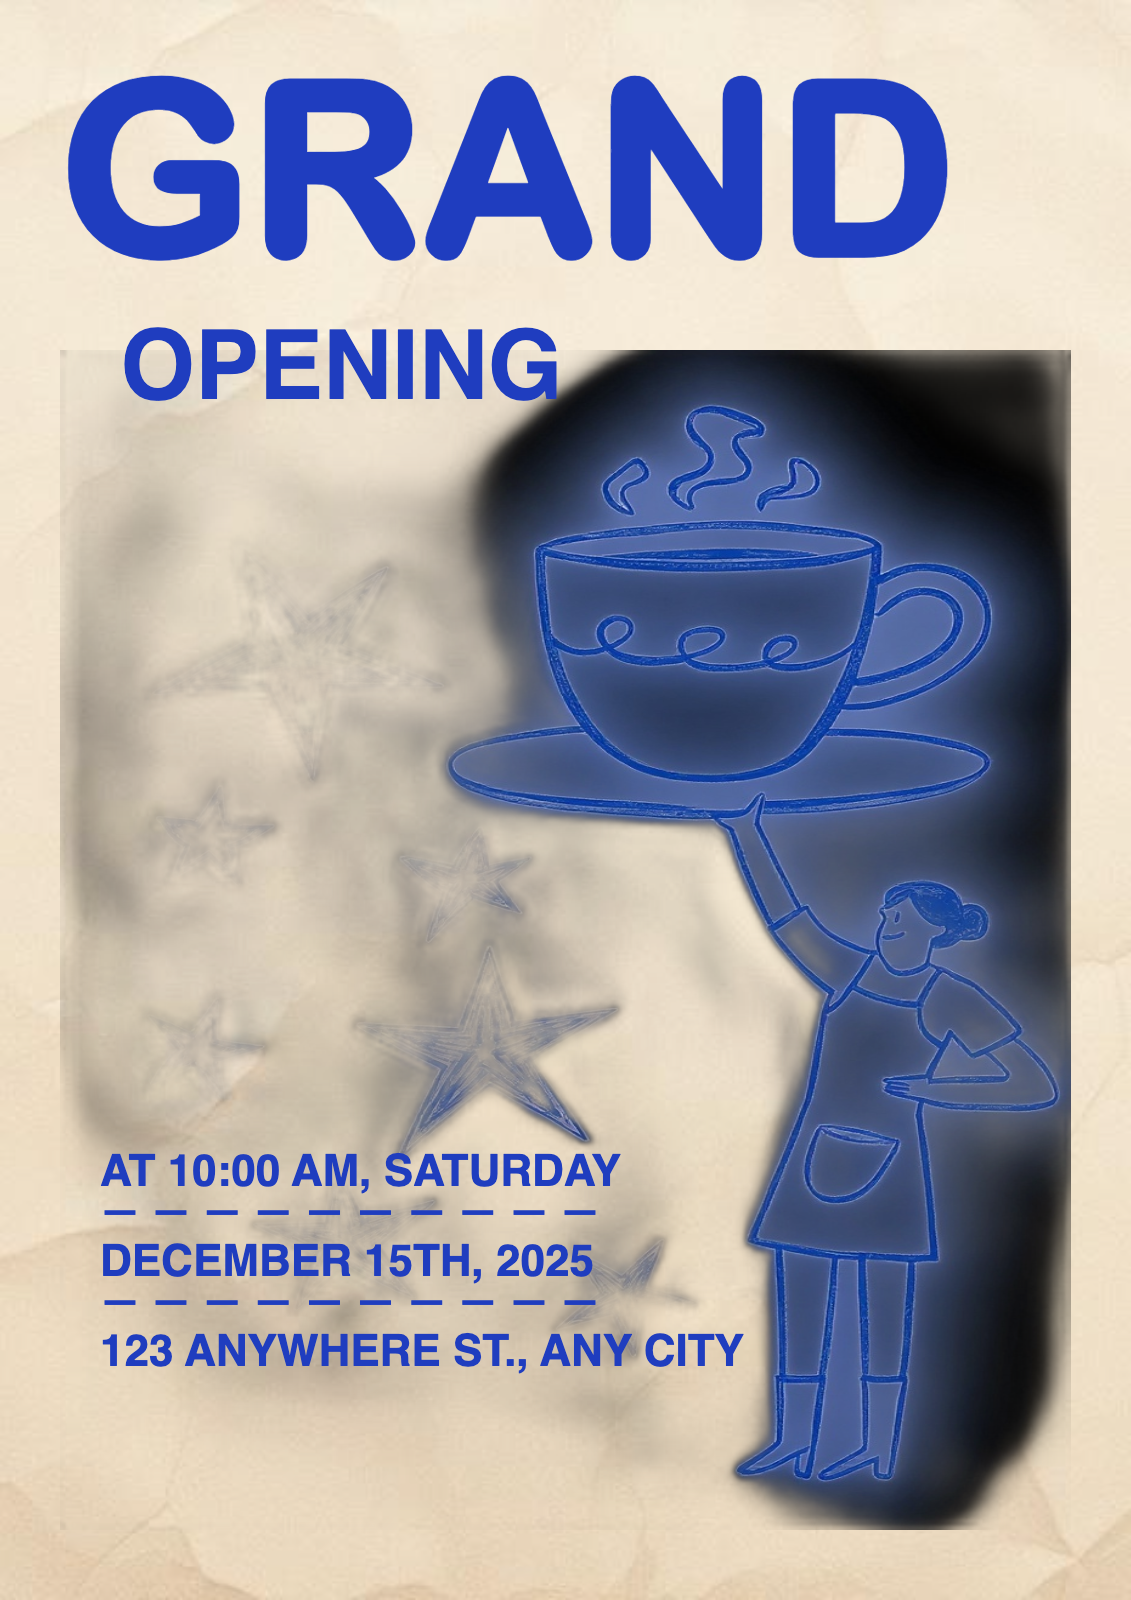 GRAND
OPENING
AT 10:00 AM, SATURDAY
DECEMBER 15TH, 2025
123 ANYWHERE ST., ANY CITY